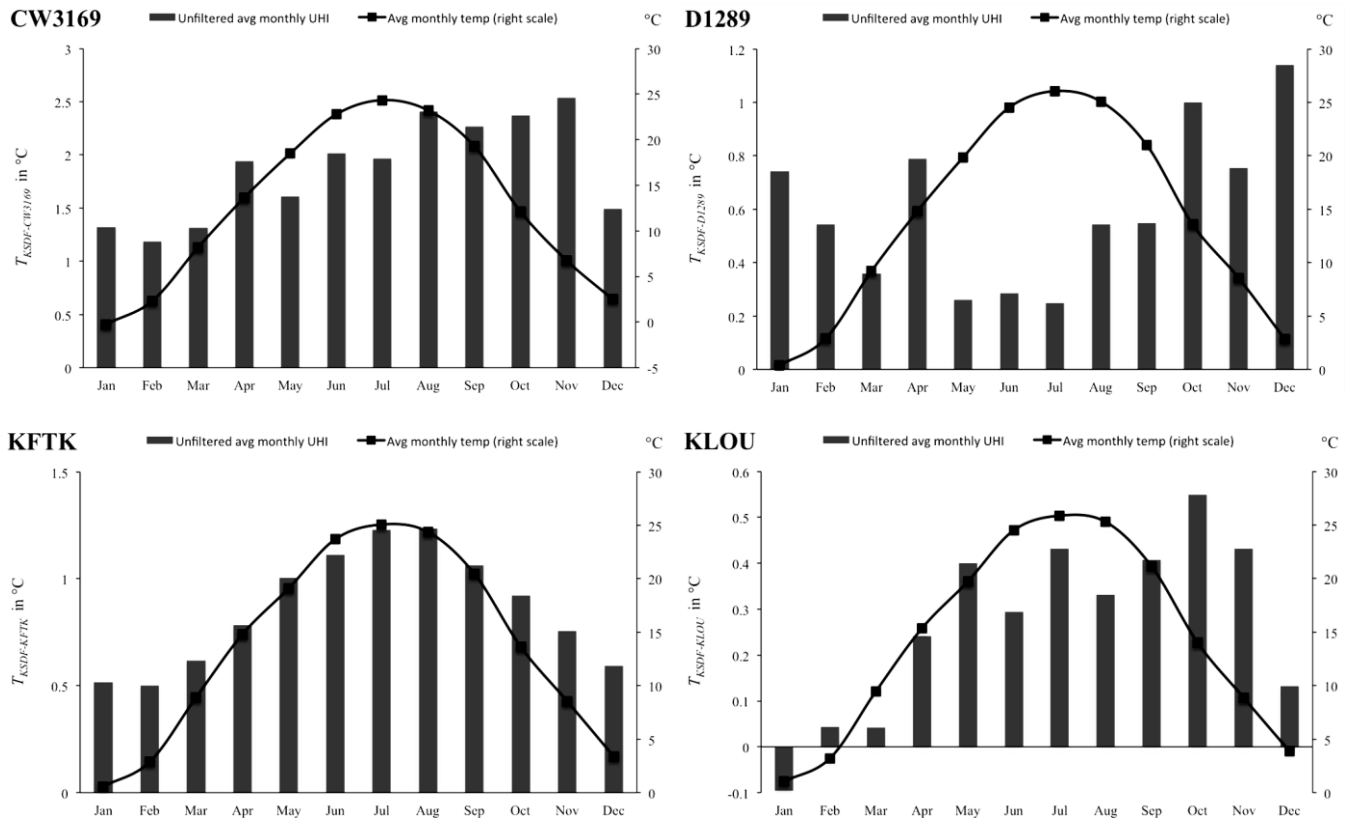 CW3169
Unfiltered avg monthly UHI
Avg monthly temp (right scale)
°C
3
2.5
2
1.5
1
0.5
0
T_KSDF-CW3169 in °C
30
25
20
15
10
5
0
-5
Jan Feb Mar Apr May Jun Jul Aug Sep Oct Nov Dec
D1289
Unfiltered avg monthly UHI
Avg monthly temp (right scale)
°C
1.2
1
0.8
0.6
0.4
0.2
0
T_KSDF-D1289 in °C
30
25
20
15
10
5
0
Jan Feb Mar Apr May Jun Jul Aug Sep Oct Nov Dec
KFTK
Unfiltered avg monthly UHI
Avg monthly temp (right scale)
°C
1.5
1
0.5
0
T_KSDF-KFTK in °C
30
25
20
15
10
5
0
Jan Feb Mar Apr May Jun Jul Aug Sep Oct Nov Dec
KLOU
Unfiltered avg monthly UHI
Avg monthly temp (right scale)
°C
0.6
0.5
0.4
0.3
0.2
0.1
0
-0.1
T_KSDF-KLOU in °C
30
25
20
15
10
5
0
Jan Feb Mar Apr May Jun Jul Aug Sep Oct Nov Dec